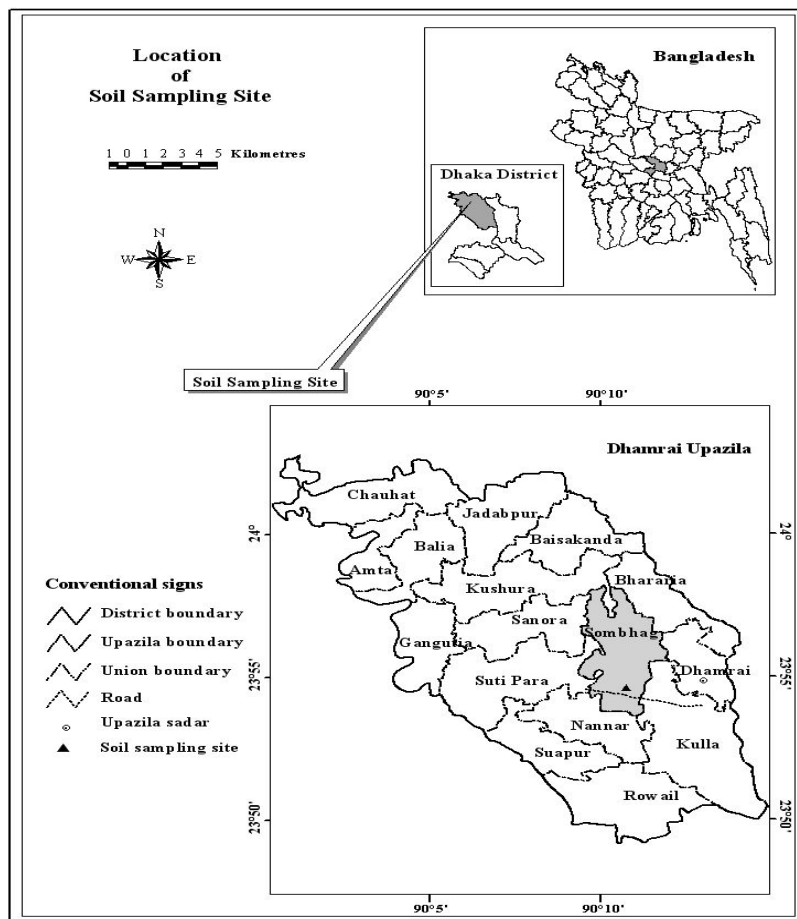 Location
of
Soil Sampling Site
1 0 1 2 3 4 5 Kilometres
N
W E
S
Bangladesh
Dhaka District
Soil Sampling Site
90°5' 90°10'
Dhamrai Upazila
Chauhat
Jadabpur
24° 24°
Balia Baisakanda
Amta
Bhararia
Kushura
Sanora
Sombhag
Gangutia
Dhamrai
Suti Para
23°55' 23°55'
Nannar
Kulla
Suapur
Rowail
23°50' 23°50'
90°5' 90°10'
Conventional signs
District boundary
Upazila boundary
Union boundary
Road
Upazila sadar
Soil sampling site